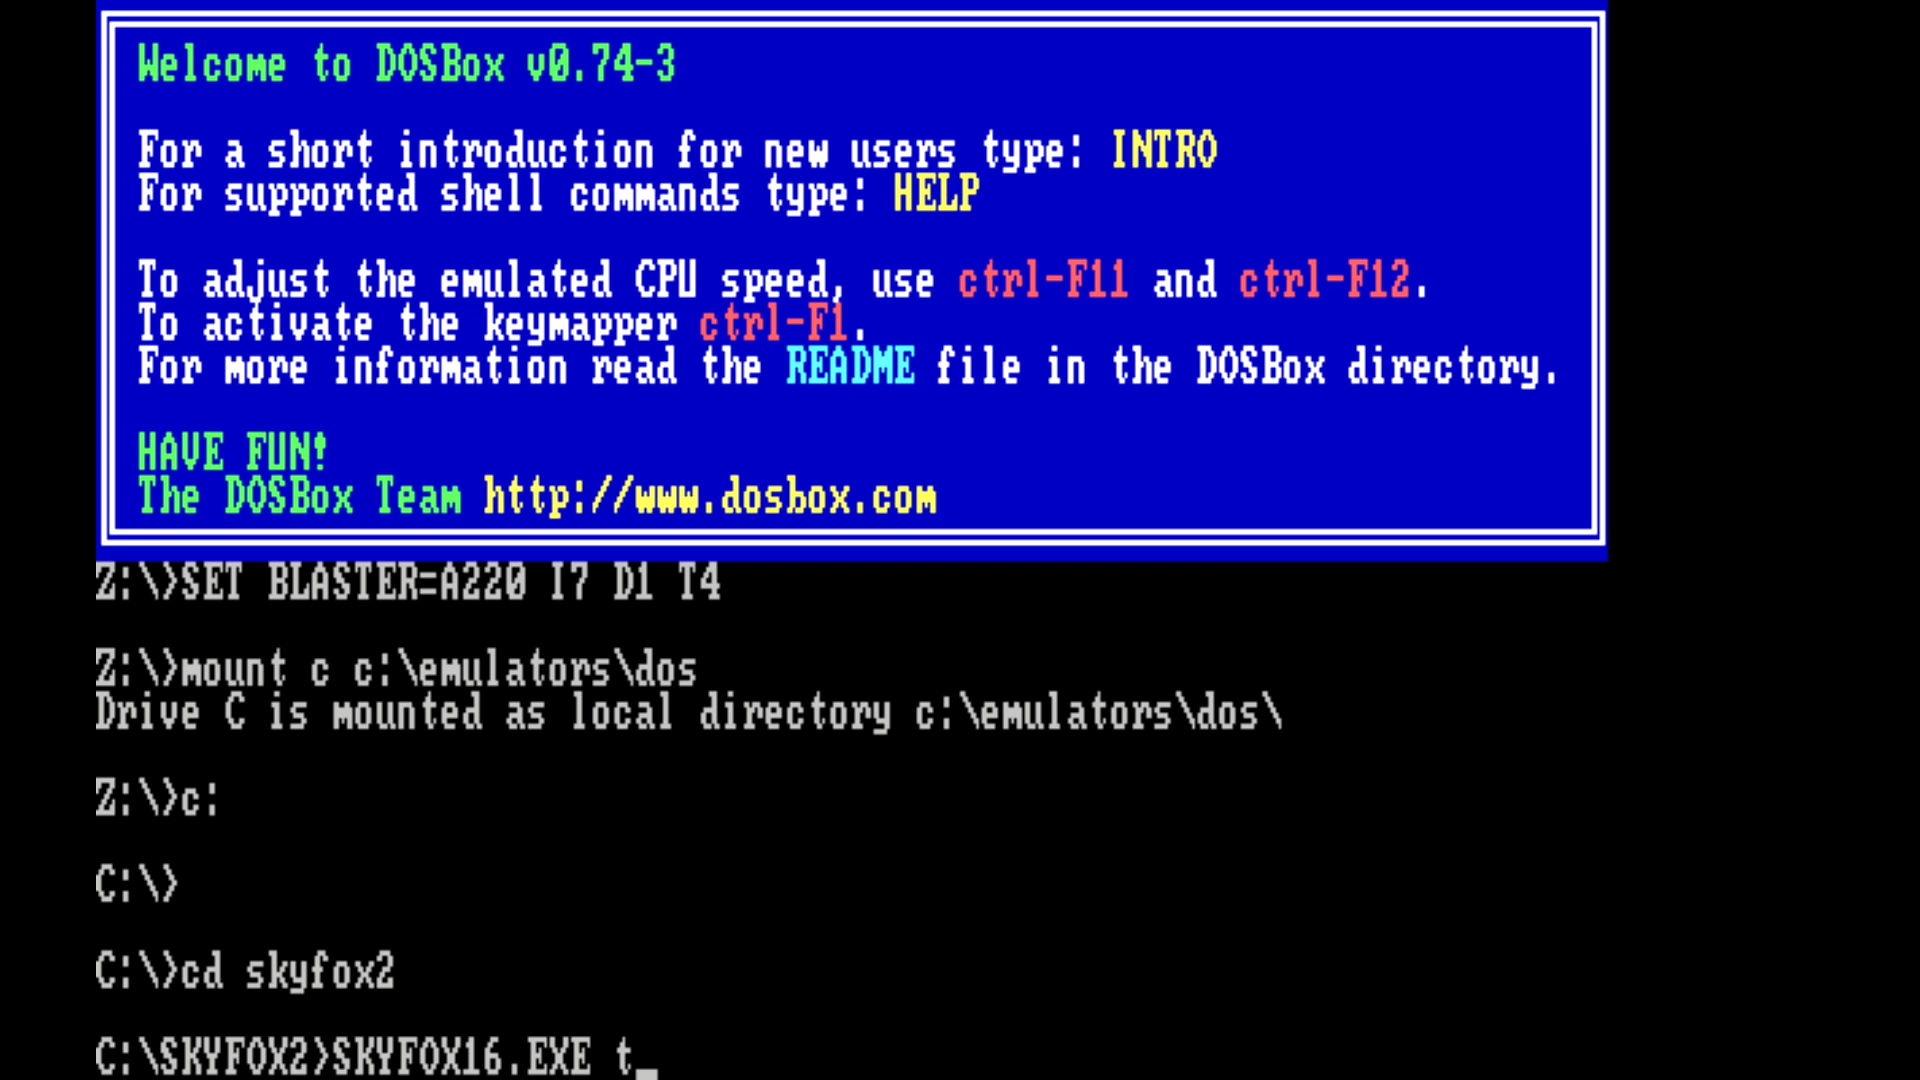 Welcome to DOSBox v0.74-3
For a short introduction for new users type: INTRO
For supported shell commands type: HELP
To adjust the emulated CPU speed, use ctrl-F11 and ctrl-F12.
To activate the keymapper ctrl-F1.
For more information read the README file in the DOSBox directory.
HAVE FUN!
The DOSBox Team http://www.dosbox.com
Z:\>SET BLASTER=A220 I7 D1 T4
Z:\>mount c c:\emulators\dos
Drive C is mounted as local directory c:\emulators\dos\
Z:\>c:
C:\>
C:\>cd skyfox2
C:\SKYFOX2>SKYFOX16.EXE t_